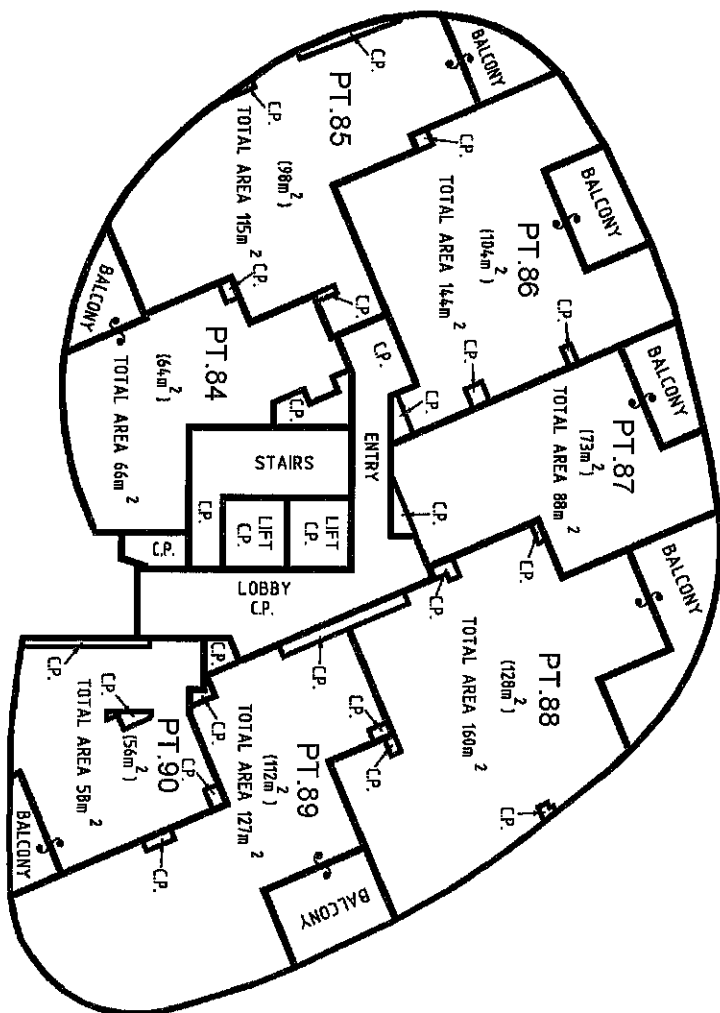 BALCONY
C.P.
PT.85
C.P.
(98m²)
TOTAL AREA 115m²
C.P.
BALCONY
PT.86
(104m²)
TOTAL AREA 144m²
C.P.
C.P.
C.P.
BALCONY
C.P.
C.P.
C.P.
C.P.
BALCONY
PT.84
(64m²)
TOTAL AREA 66m²
C.P.
BALCONY
PT.87
(73m²)
TOTAL AREA 88m²
C.P.
C.P.
ENTRY
STAIRS
C.P.
LIFT
C.P.
LIFT
C.P.
C.P.
LOBBY
C.P.
BALCONY
C.P.
PT.88
(128m²)
TOTAL AREA 160m²
C.P.
C.P.
C.P.
C.P.
PT.89
(112m²)
TOTAL AREA 127m²
C.P.
C.P.
C.P.
BALCONY
C.P.
C.P.
PT.90
(56m²)
TOTAL AREA 58m²
C.P.
BALCONY